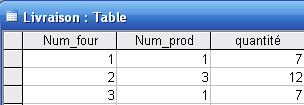 Livraison : Table
Num_four Num_prod quantité
1 1 7
2 3 12
3 1 7